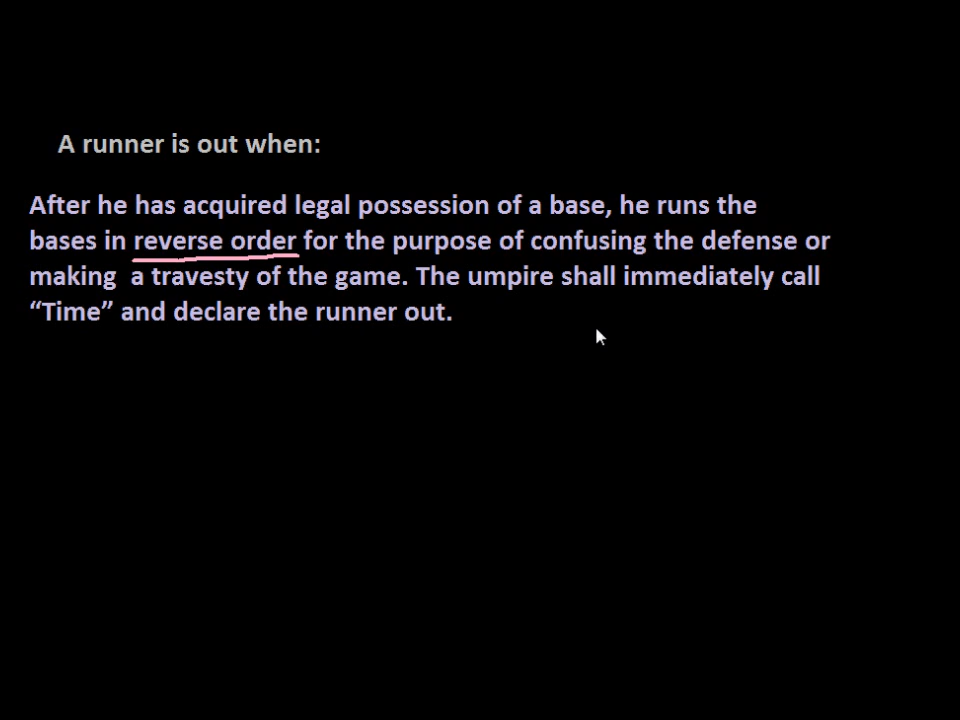 A runner is out when:
After he has acquired legal possession of a base, he runs the
bases in reverse order for the purpose of confusing the defense or
making  a travesty of the game. The umpire shall immediately call
“Time” and declare the runner out.